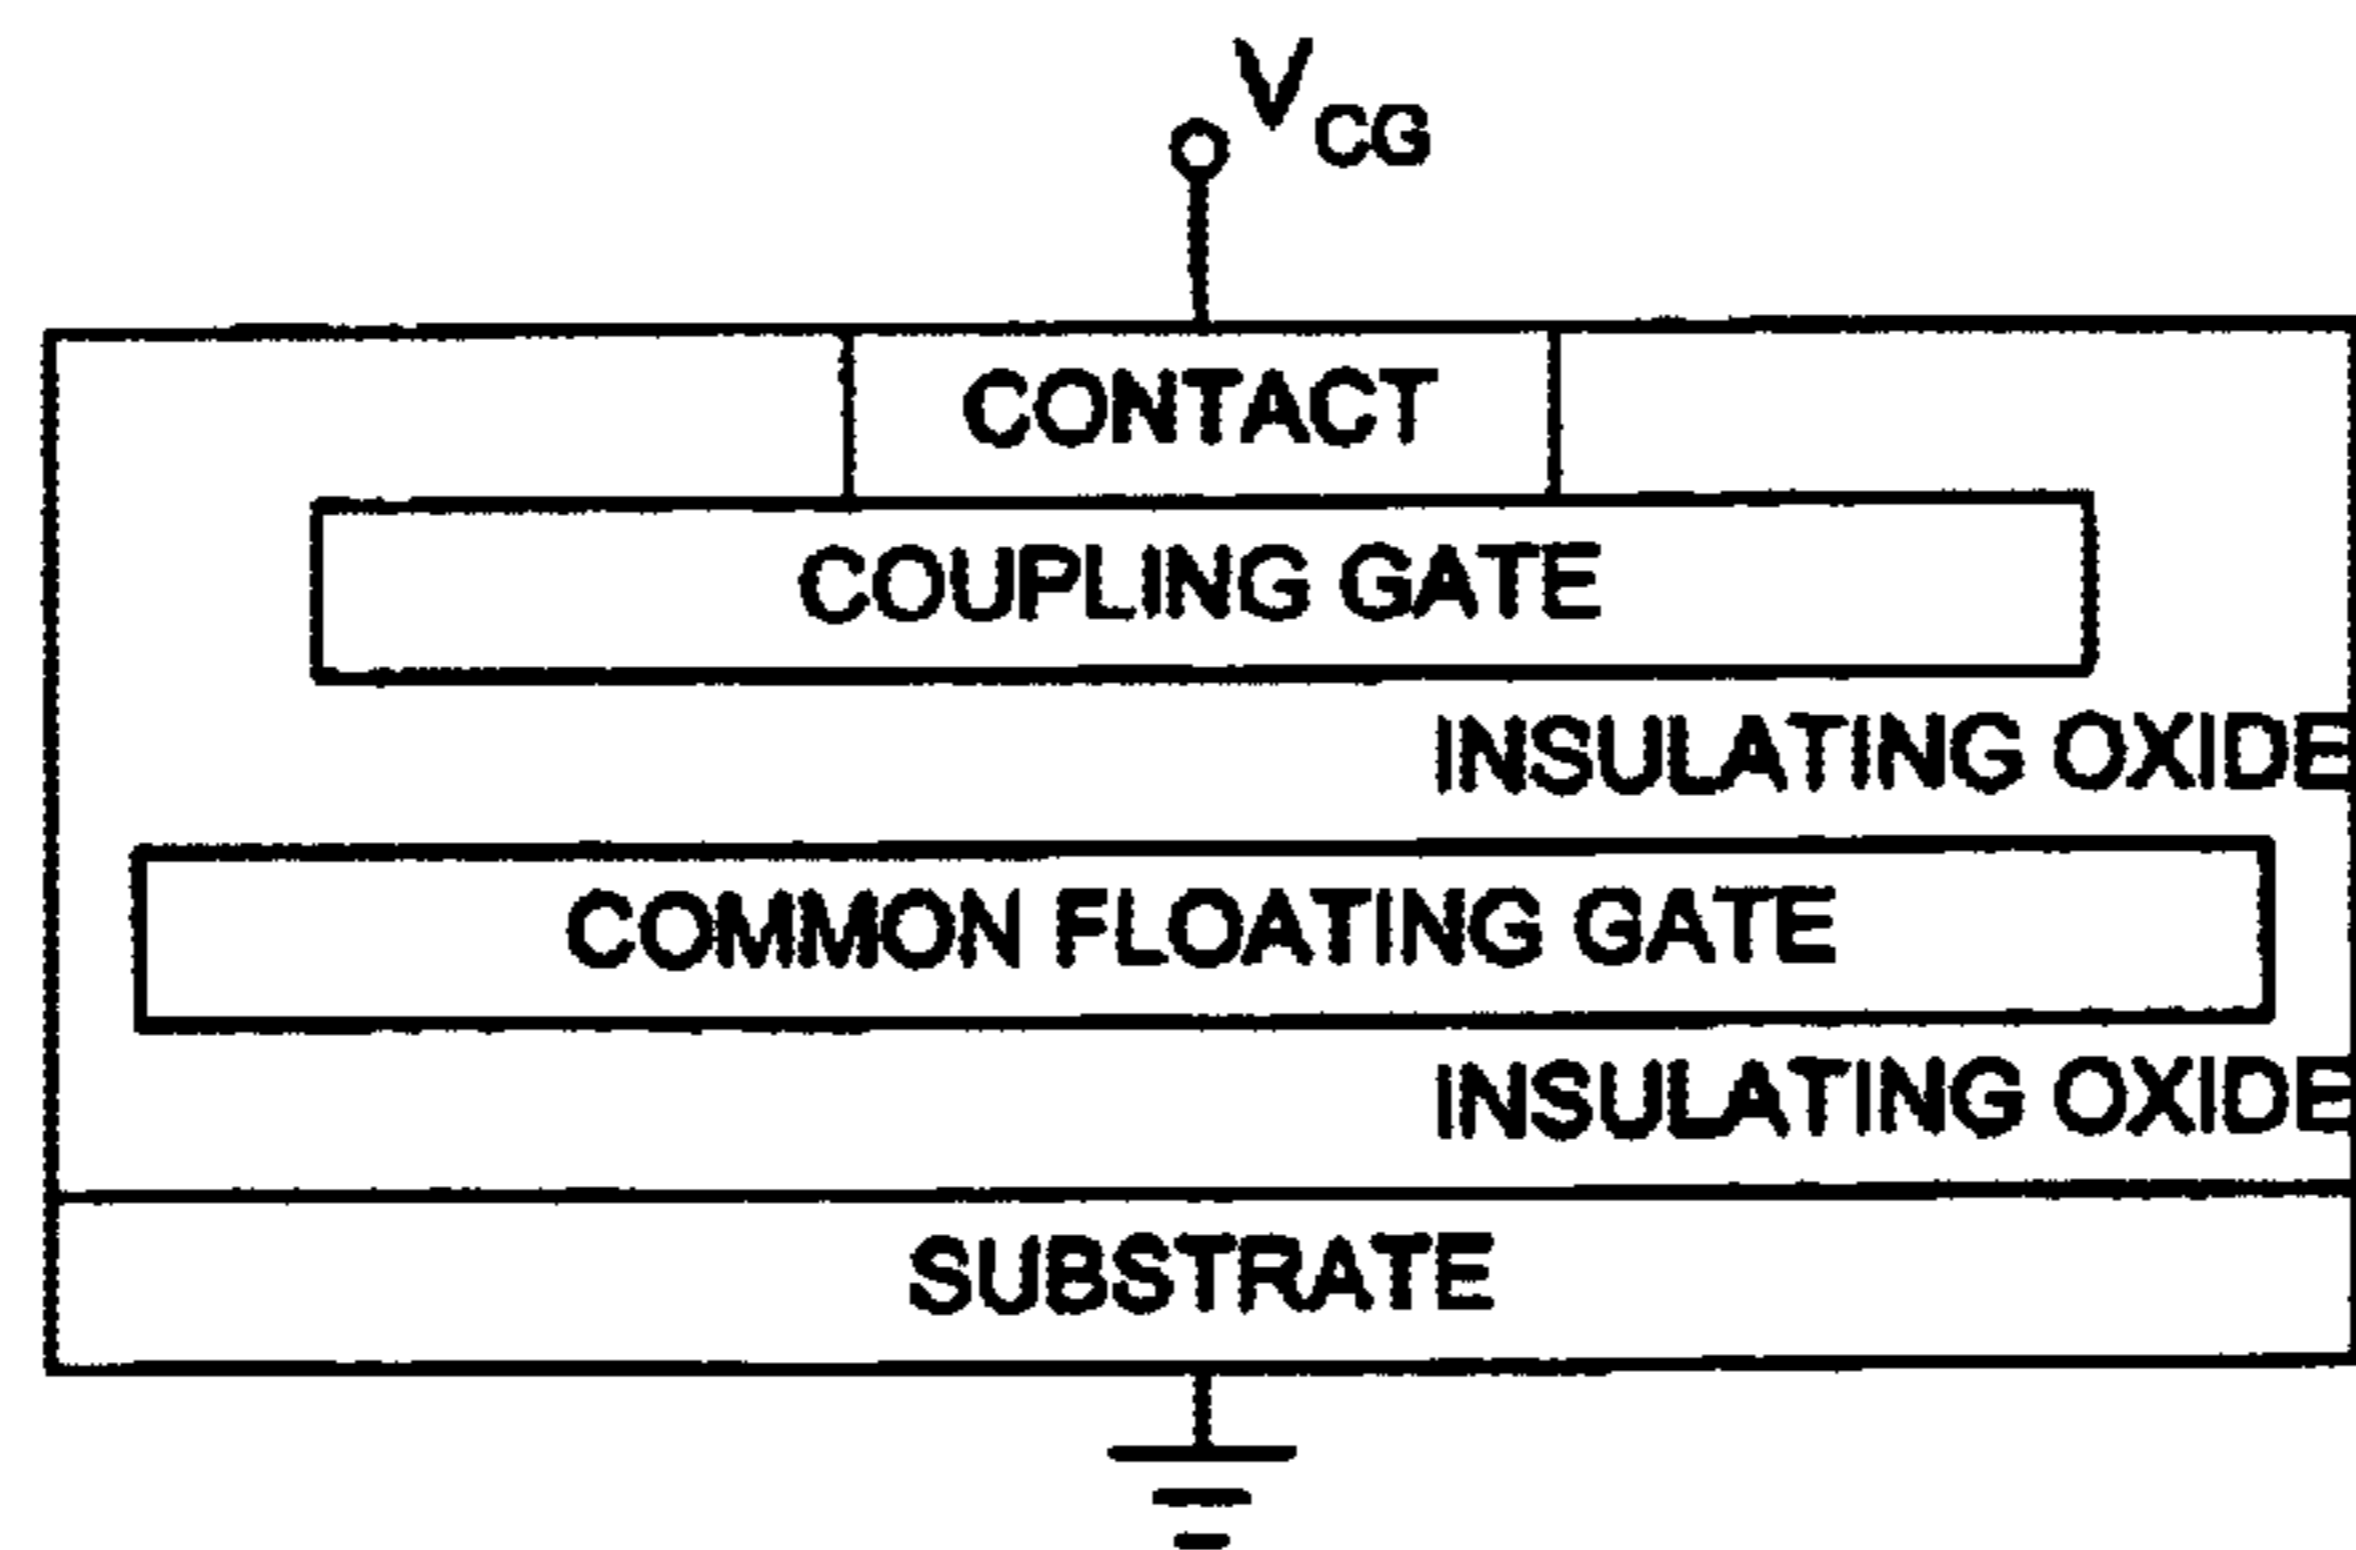 VCG
CONTACT
COUPLING GATE
INSULATING OXIDE
COMMON FLOATING GATE
INSULATING OXIDE
SUBSTRATE